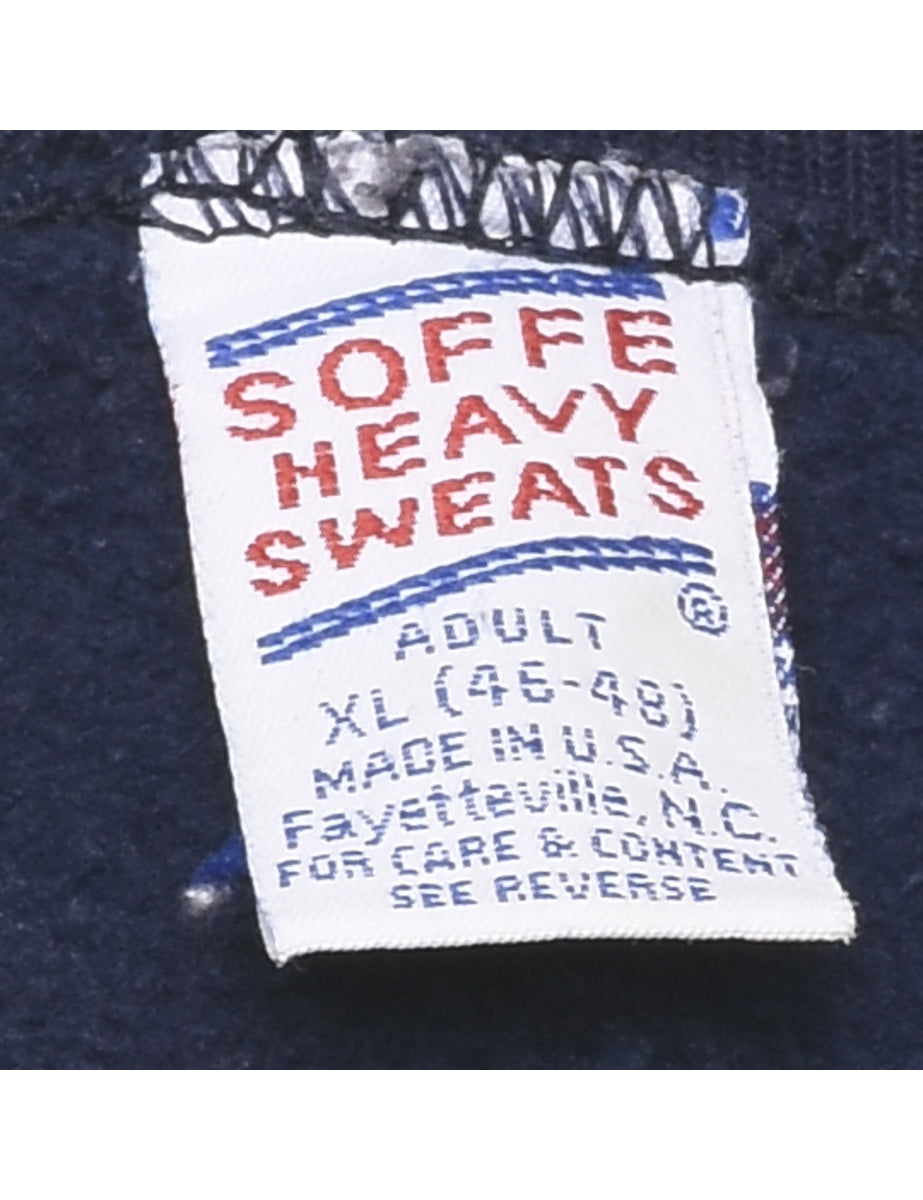 SOFFE
HEAVY
SWEATS
®
ADULT
XL (46-48)
MADE IN U.S.A.
Fayetteville, N.C.
FOR CARE & CONTENT
SEE REVERSE